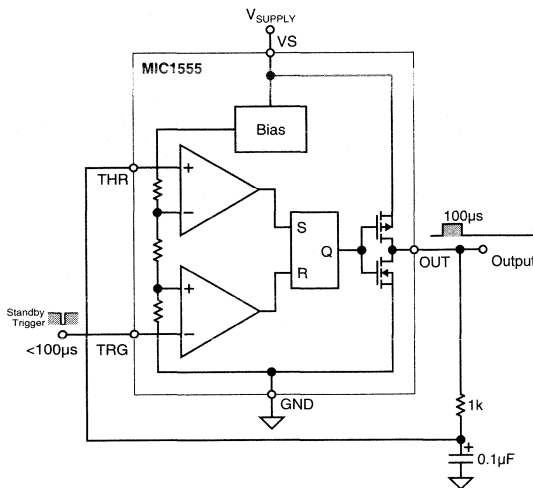 VSUPPLY
VS
MIC1555
Bias
THR
+
−
S
Q
R
100µs
OUT
Output
+
−
Standby
Trigger
<100µs
TRG
GND
1k
+
0.1µF